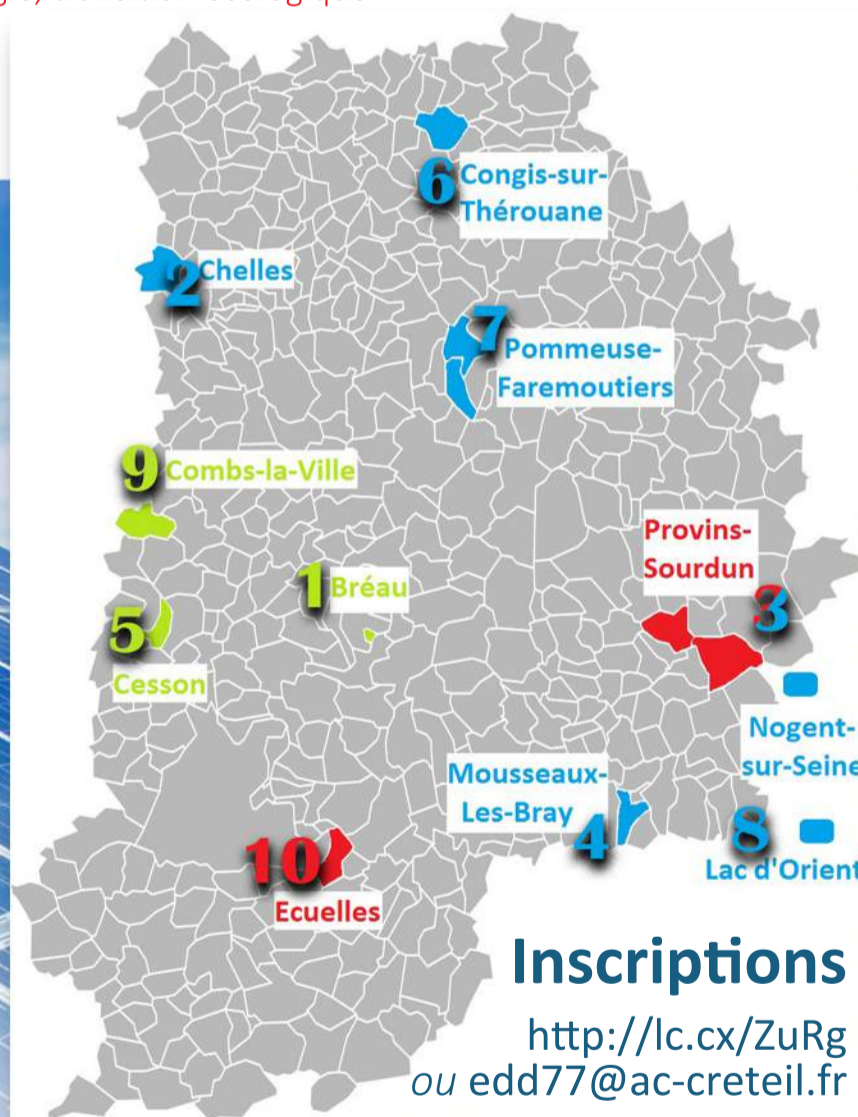 6 Congis-sur-
Thérouane
2 Chelles
7 Pommeuse-
Faremoutiers
9 Combs-la-Ville
Provins-
Sourdun
3
1 Bréau
5
Cesson
Nogent-
sur-Seine
Mousseaux-
Les-Bray
4
8
Lac d'Orient
10
Ecuelles
Inscriptions
http://lc.cx/ZuRg
ou edd77@ac-creteil.fr